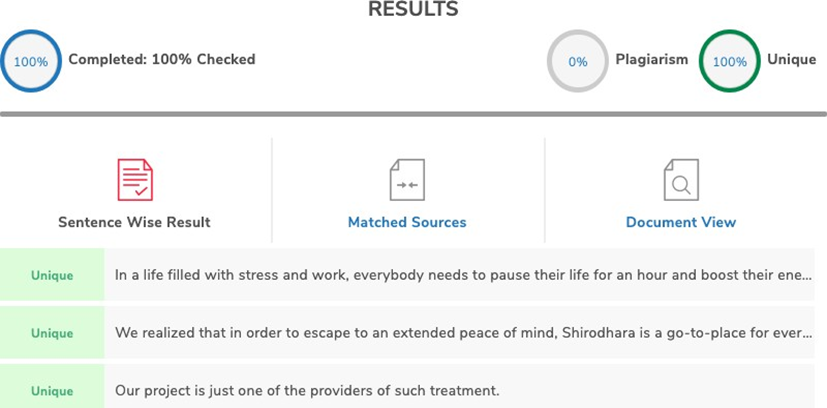 RESULTS
100% Completed: 100% Checked 0% Plagiarism 100% Unique
Sentence Wise Result Matched Sources Document View
Unique In a life filled with stress and work, everybody needs to pause their life for an hour and boost their ene...
Unique We realized that in order to escape to an extended peace of mind, Shirodhara is a go-to-place for ever...
Unique Our project is just one of the providers of such treatment.